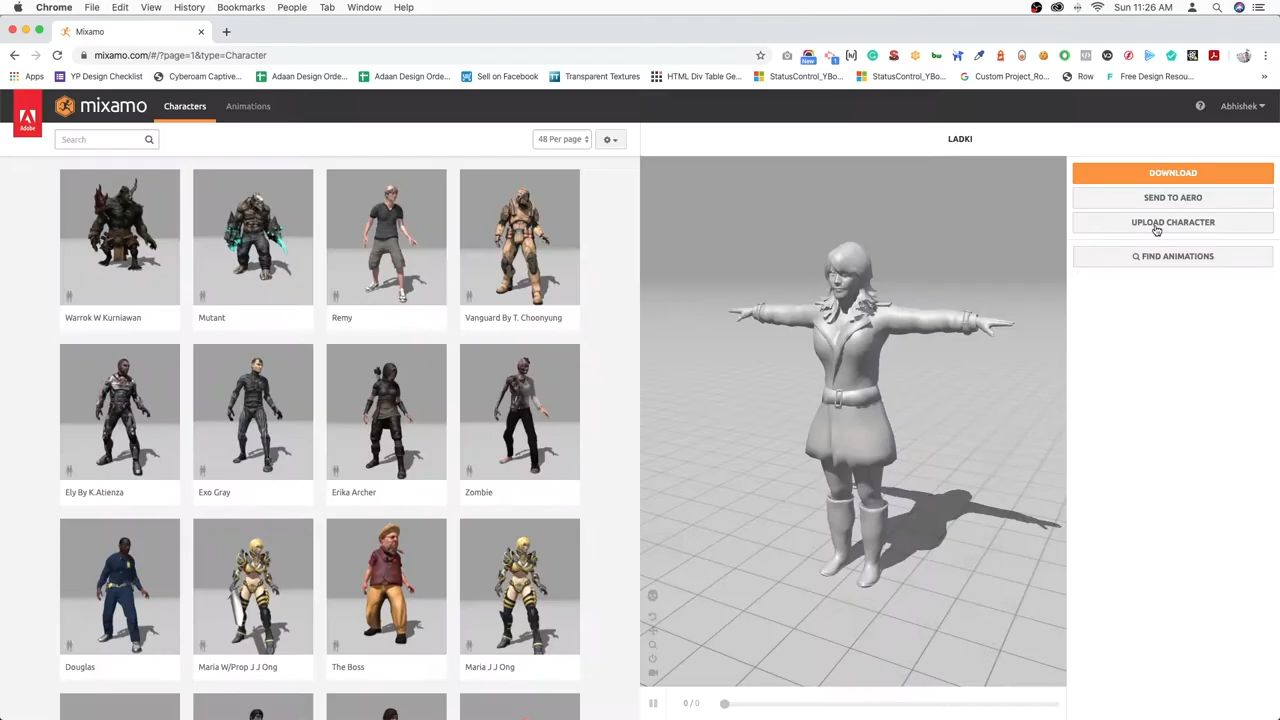 Chrome File Edit View History Bookmarks People Tab Window Help Sun 11:26 AM
Mixamo
mixamo.com/#/?page=1&type=Character
Apps YP Design Checklist Cyberoam Captive... Adaan Design Orde... Adaan Design Orde... Sell on Facebook Transparent Textures HTML Div Table Ge... StatusControl_YBo... StatusControl_YBo... Custom Project_Ro... Row Free Design Resou... »
Adobe mixamo Characters Animations Abhishek
Search 48 Per page LADKI
DOWNLOAD
SEND TO AERO
UPLOAD CHARACTER
FIND ANIMATIONS
Warrok W Kurniawan Mutant Remy Vanguard By T. Choonyung
Ely By K.Atienza Exo Gray Erika Archer Zombie
Douglas Maria W/Prop J J Ong The Boss Maria J J Ong
0 / 0